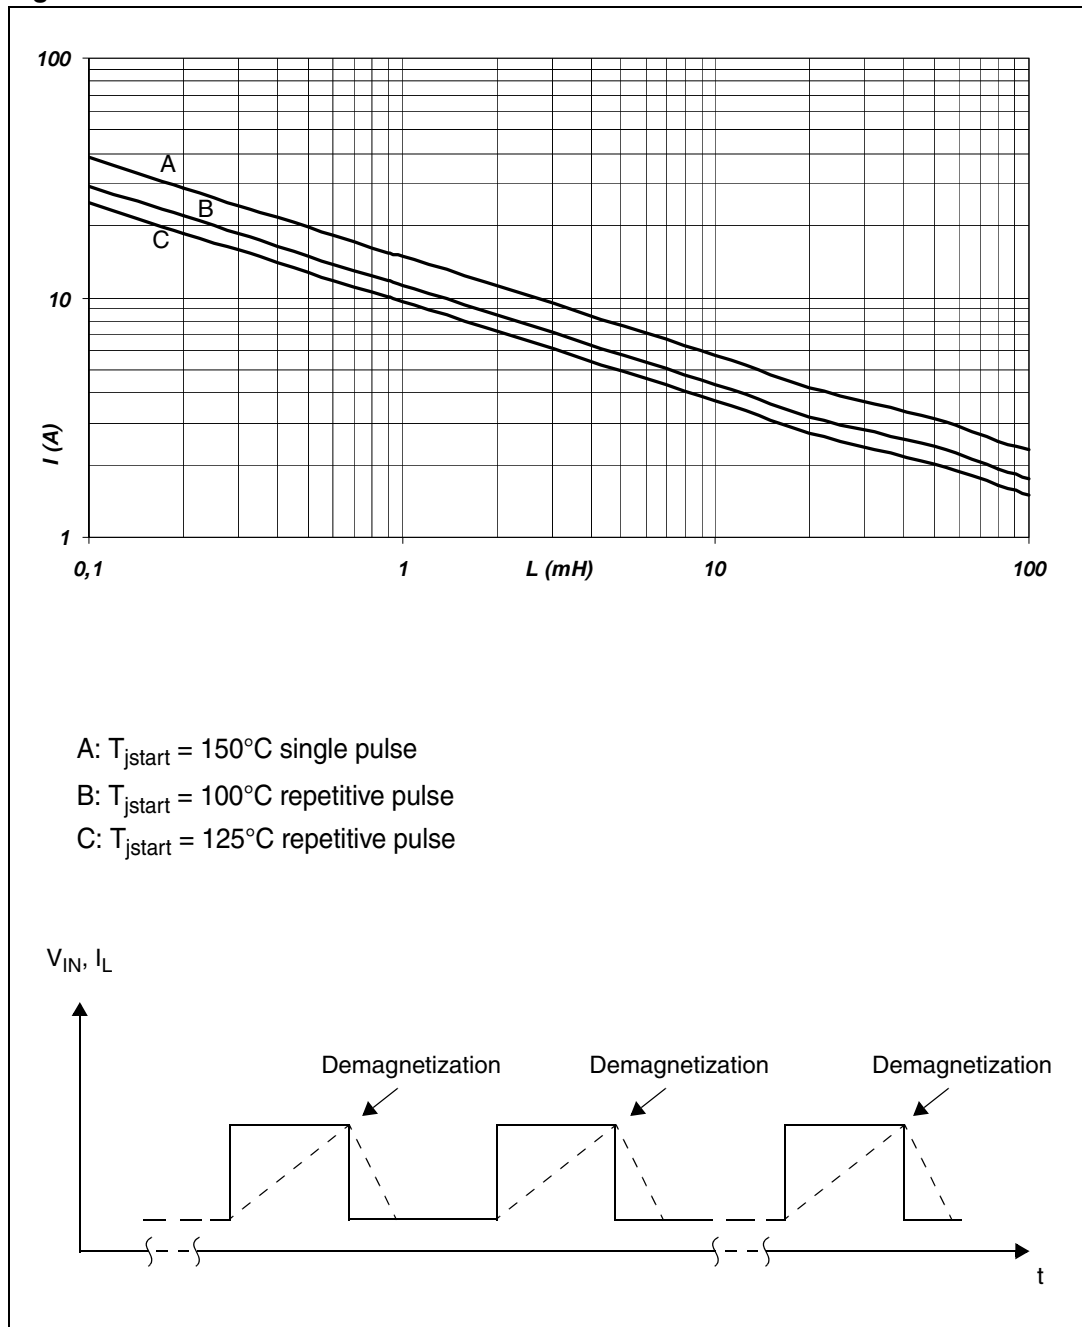 100
A
B
C
10
I (A)
1
0,1 1 L (mH) 10 100
A: Tjstart = 150°C single pulse
B: Tjstart = 100°C repetitive pulse
C: Tjstart = 125°C repetitive pulse
VIN, IL
Demagnetization Demagnetization Demagnetization
t